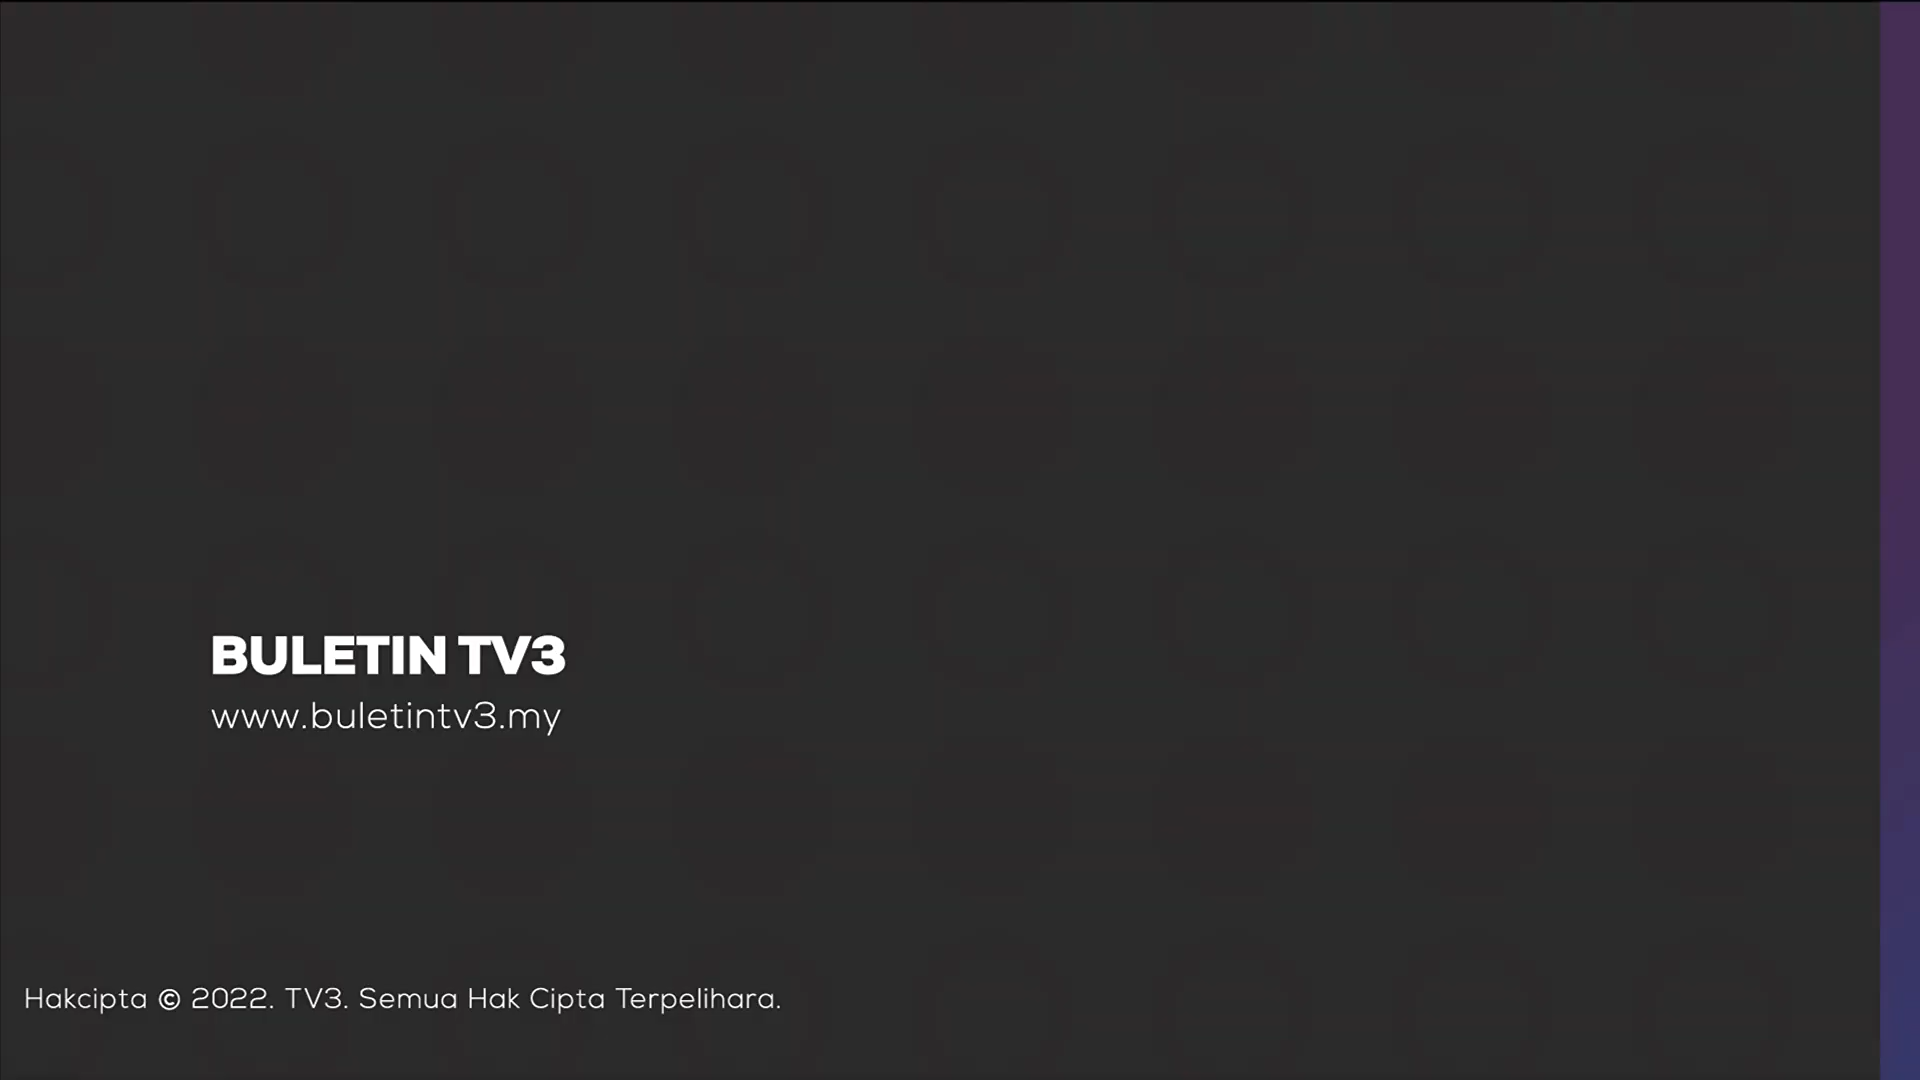 BULETIN TV3
www.buletintv3.my
Hakcipta © 2022. TV3. Semua Hak Cipta Terpelihara.